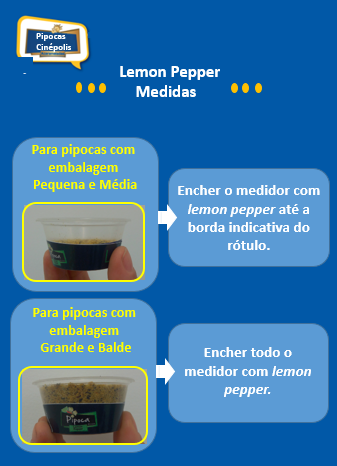 Pipocas
Cinépolis
Lemon Pepper
Medidas
Para pipocas com
embalagem
Pequena e Média
Encher o medidor com
lemon pepper até a
borda indicativa do
rótulo.
Para pipocas com
embalagem
Grande e Balde
Pipoca
Encher todo o
medidor com lemon
pepper.